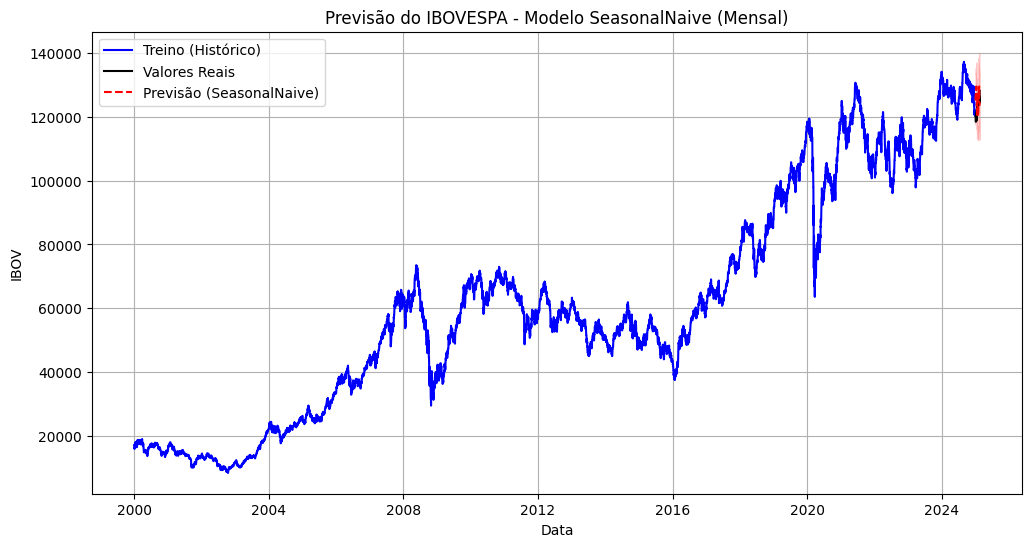 Previsão do IBOVESPA - Modelo SeasonalNaive (Mensal)
Treino (Histórico)
Valores Reais
Previsão (SeasonalNaive)
IBOV
140000
120000
100000
80000
60000
40000
20000
2000
2004
2008
2012
2016
2020
2024
Data